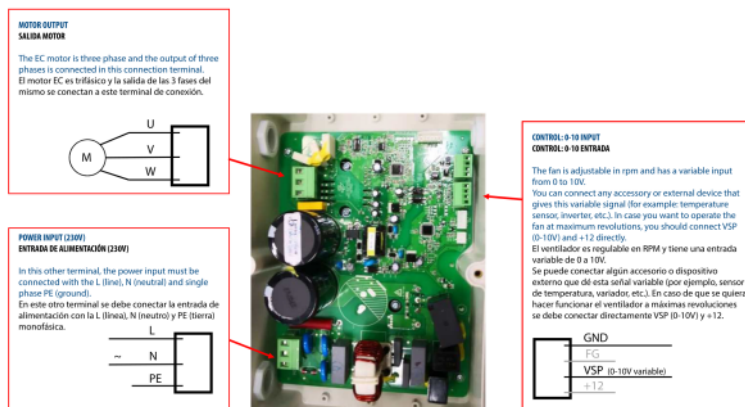 MOTOR OUTPUT
SALIDA MOTOR
The EC motor is three phase and the output of three
phases is connected in this connection terminal.
El motor EC es trifásico y la salida de las 3 fases del
mismo se conectan a este terminal de conexión.
U
M
V
W
POWER INPUT (230V)
ENTRADA DE ALIMENTACIÓN (230V)
In this other terminal, the power input must be
connected with the L (line), N (neutral) and single
phase PE (ground).
En este otro terminal se debe conectar la entrada de
alimentación con la L (línea), N (neutro) y PE (tierra)
monofásica.
L
~ N
PE
CONTROL: 0-10 INPUT
CONTROL: 0-10 ENTRADA
The fan is adjustable in rpm and has a variable input
from 0 to 10V.
You can connect any accessory or external device that
gives this variable signal (for example: temperature
sensor, inverter, etc.). In case you want to operate the
fan at maximum revolutions, you should connect VSP
(0-10V) and +12 directly.
El ventilador es regulable en RPM y tiene una entrada
variable de 0 a 10V.
Se puede conectar algún accesorio o dispositivo
externo que dé esta señal variable (por ejemplo, sensor
de temperatura, variador, etc.). En caso de que se quiera
hacer funcionar el ventilador a máximas revoluciones
se debe conectar directamente VSP (0-10V) y +12.
GND
FG
VSP (0-10V variable)
+12